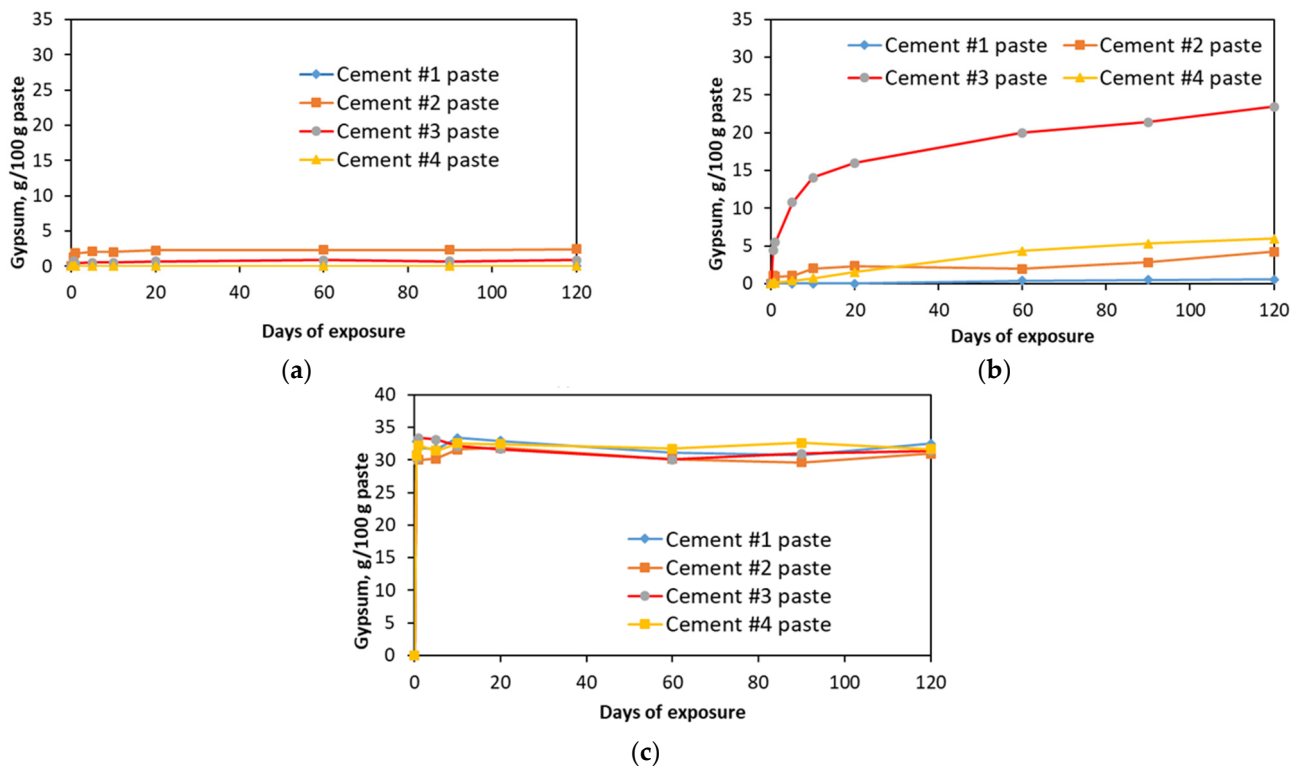 35
30
25
20
15
10
5
0
Gypsum, g/100 g paste
Cement #1 paste
Cement #2 paste
Cement #3 paste
Cement #4 paste
0 20 40 60 80 100 120
Days of exposure
(a)
35
30
25
20
15
10
5
0
Gypsum, g/100 g paste
Cement #1 paste Cement #2 paste
Cement #3 paste Cement #4 paste
0 20 40 60 80 100 120
Days of exposure
(b)
40
35
30
25
20
15
10
5
0
Gypsum, g/100 g paste
Cement #1 paste
Cement #2 paste
Cement #3 paste
Cement #4 paste
0 20 40 60 80 100 120
Days of exposure
(c)